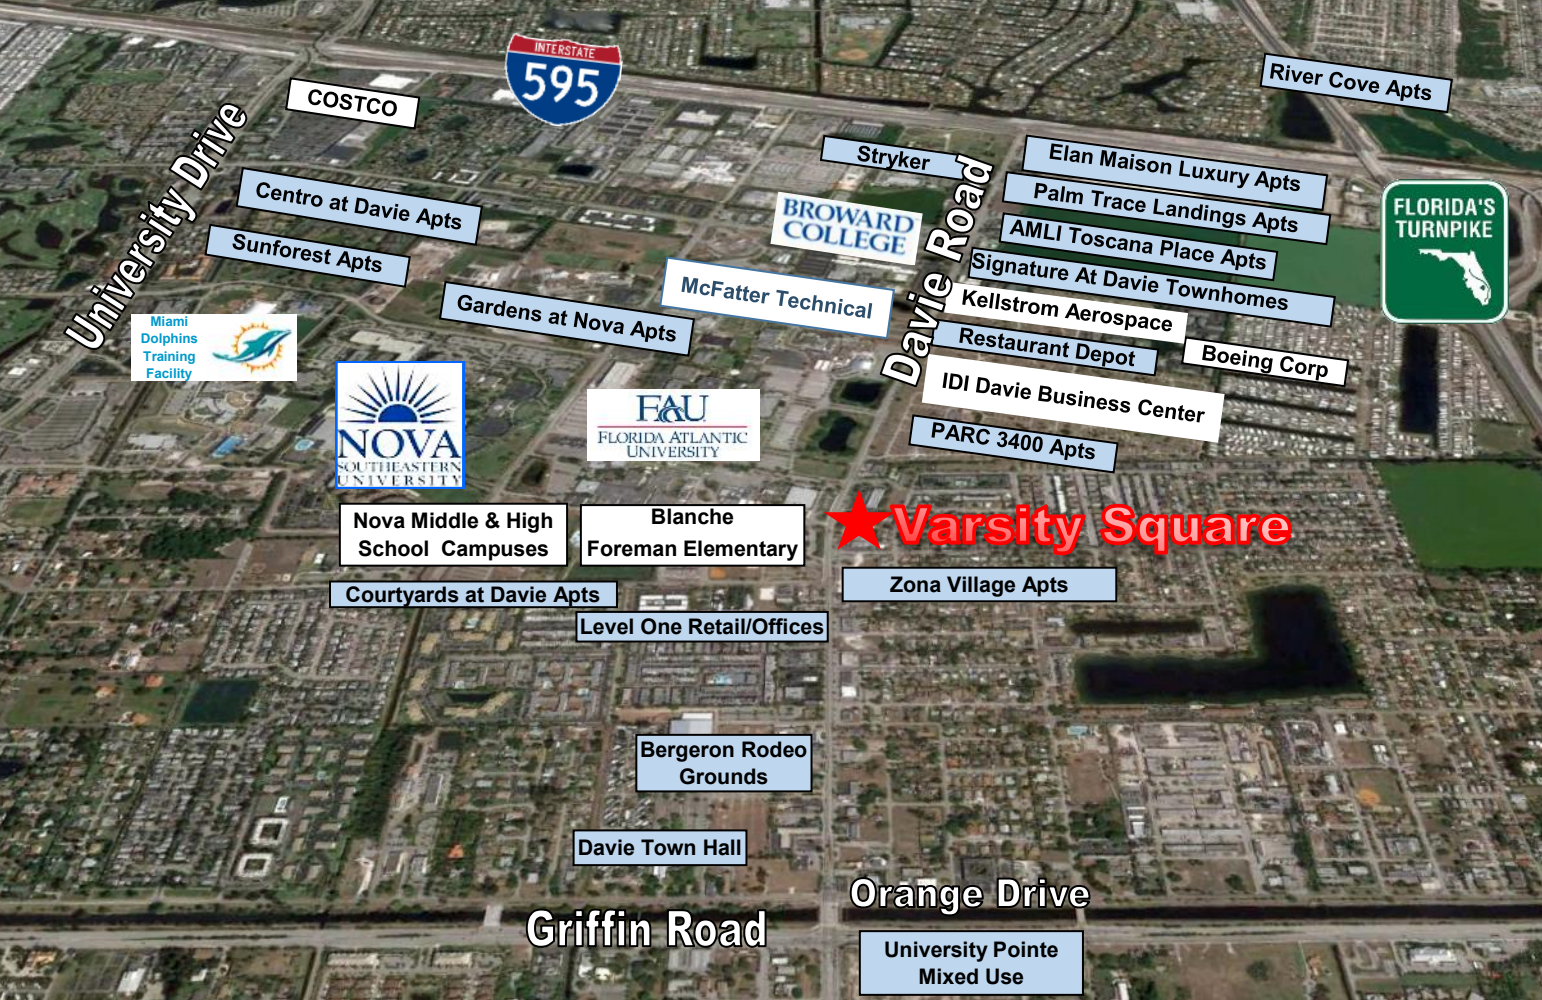 INTERSTATE
595
River Cove Apts
COSTCO
University Drive
Stryker
Elan Maison Luxury Apts
Centro at Davie Apts
Palm Trace Landings Apts
BROWARD
COLLEGE
Davie Road
FLORIDA'S
TURNPIKE
Sunforest Apts
AMLI Toscana Place Apts
Signature At Davie Townhomes
McFatter Technical
Kellstrom Aerospace
Gardens at Nova Apts
Miami
Dolphins
Training
Facility
Restaurant Depot
Boeing Corp
IDI Davie Business Center
NOVA
SOUTHEASTERN
UNIVERSITY
FAU
FLORIDA ATLANTIC
UNIVERSITY
PARC 3400 Apts
Nova Middle & High
School Campuses
Blanche
Foreman Elementary
Varsity Square
Courtyards at Davie Apts
Zona Village Apts
Level One Retail/Offices
Bergeron Rodeo
Grounds
Davie Town Hall
Orange Drive
Griffin Road
University Pointe
Mixed Use